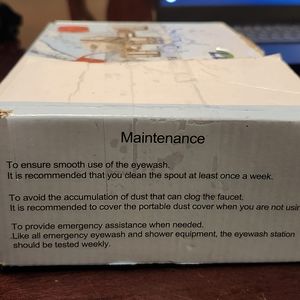 Maintenance
To ensure smooth use of the eyewash.
It is recommended that you clean the spout at least once a week.
To avoid the accumulation of dust that can clog the faucet.
It is recommended to cover the portable dust cover when you are not
To provide emergency assistance when needed.
.Like all emergency eyewash and shower equipment, the eyewash station
should be tested weekly.